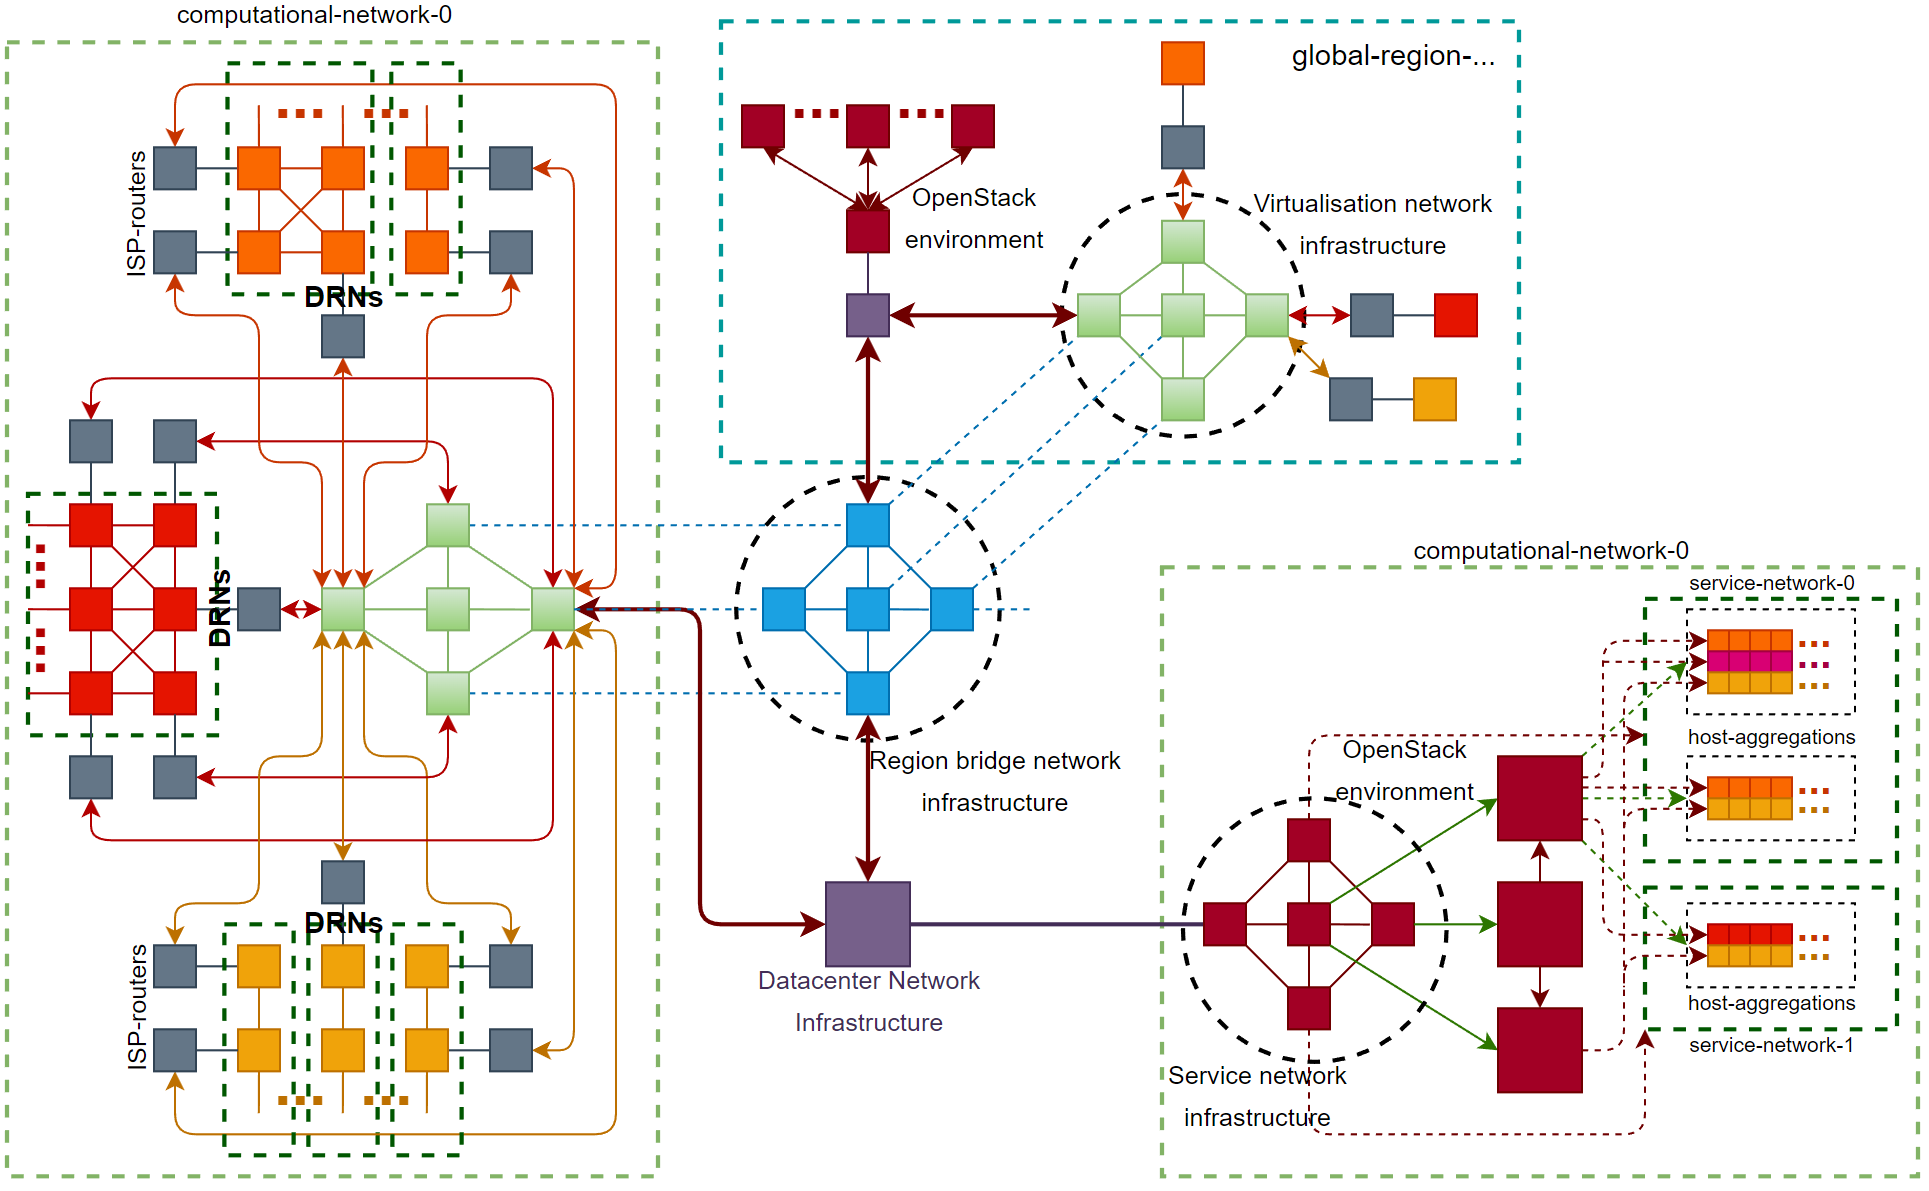 computational-network-0
global-region-...
ISP-routers
DRNs
OpenStack
environment
Virtualisation network
infrastructure
DRNs
computational-network-0
service-network-0
host-aggregations
OpenStack
environment
Region bridge network
infrastructure
DRNs
ISP-routers
Datacenter Network
Infrastructure
host-aggregations
service-network-1
Service network
infrastructure